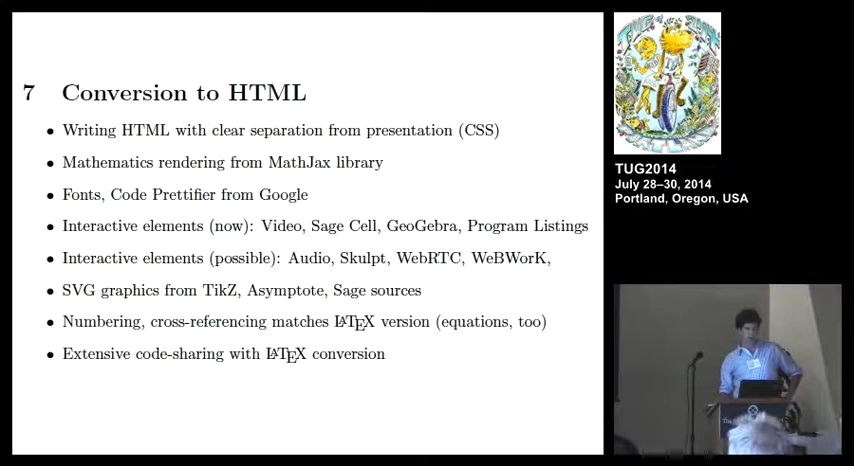 7 Conversion to HTML
• Writing HTML with clear separation from presentation (CSS)
• Mathematics rendering from MathJax library
• Fonts, Code Prettifier from Google
• Interactive elements (now): Video, Sage Cell, GeoGebra, Program Listings
• Interactive elements (possible): Audio, Skulpt, WebRTC, WeBWorK,
• SVG graphics from TikZ, Asymptote, Sage sources
• Numbering, cross-referencing matches LATEX version (equations, too)
• Extensive code-sharing with LATEX conversion
TUG 2014
TUG2014
July 28–30, 2014
Portland, Oregon, USA